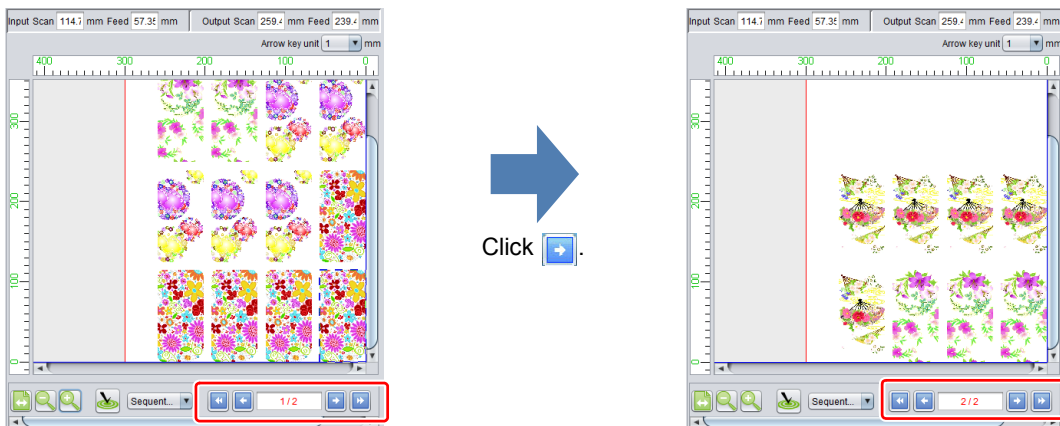 Input Scan 114.7 mm Feed 57.35 mm Output Scan 259.4 mm Feed 239.4 mm
Arrow key unit 1 mm
400 300 200 100 0
300
200
100
0
Sequent... 1 / 2
Click .
Input Scan 114.7 mm Feed 57.35 mm Output Scan 259.4 mm Feed 239.4 mm
Arrow key unit 1 mm
400 300 200 100 0
300
200
100
0
Sequent... 2 / 2